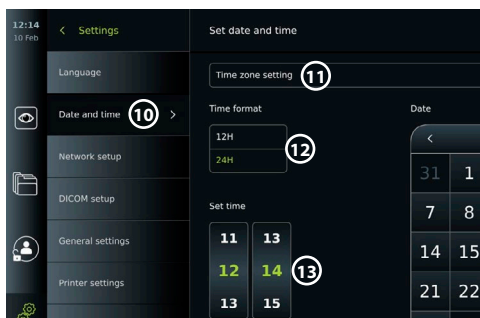 12:14
10 Feb
Settings
Language
Date and time 10
Network setup
DICOM setup
General settings
Printer settings
Set date and time
Time zone setting 11
Time format
12H
24H
12
Set time
11 13
12 14
13 15
13
Date
31 1
7 8
14 15
21 22